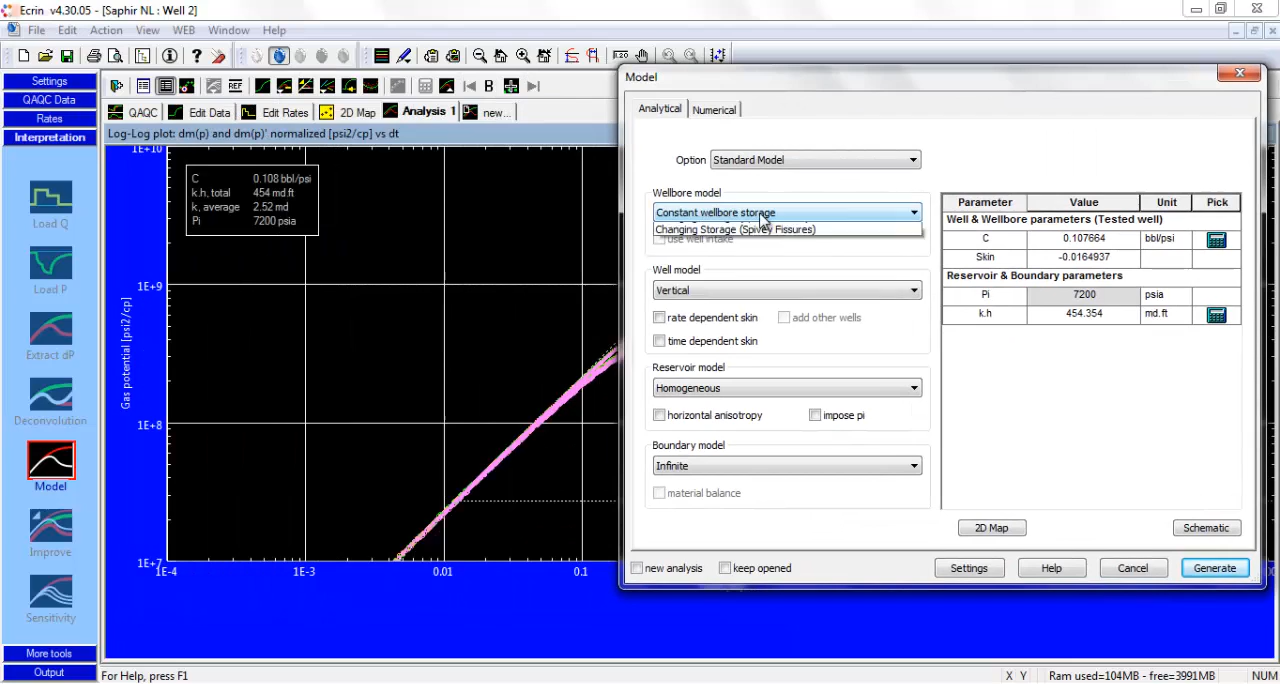 Ecrin v4.30.05 - [Saphir NL : Well 2]
File Edit Action View WEB Window Help
Settings
QAQC Data
Rates
Interpretation
Load Q
Load P
Extract dP
Deconvolution
Model
Improve
Sensitivity
More tools
Output
REF
B
QAQC Edit Data Edit Rates 2D Map Analysis 1 new...
Log-Log plot: dm(p) and dm(p)' normalized [psi2/cp] vs dt
C 0.108 bbl/psi
k.h, total 454 md.ft
k, average 2.52 md
Pi 7200 psia
Gas potential [psi2/cp]
1E+10
1E+9
1E+8
1E+7
1E-4 1E-3 0.01 0.1
Model
Analytical Numerical
Option Standard Model
Wellbore model
Constant wellbore storage
Changing Storage (Spivey Fissures)
use well intake
Well model
Vertical
rate dependent skin add other wells
time dependent skin
Reservoir model
Homogeneous
horizontal anisotropy impose pi
Boundary model
Infinite
material balance
Parameter Value Unit Pick
Well & Wellbore parameters (Tested well)
C 0.107664 bbl/psi
Skin -0.0164937
Reservoir & Boundary parameters
Pi 7200 psia
k.h 454.354 md.ft
2D Map Schematic
new analysis keep opened Settings Help Cancel Generate
For Help, press F1 X Y Ram used=104MB - free=3991MB NUM